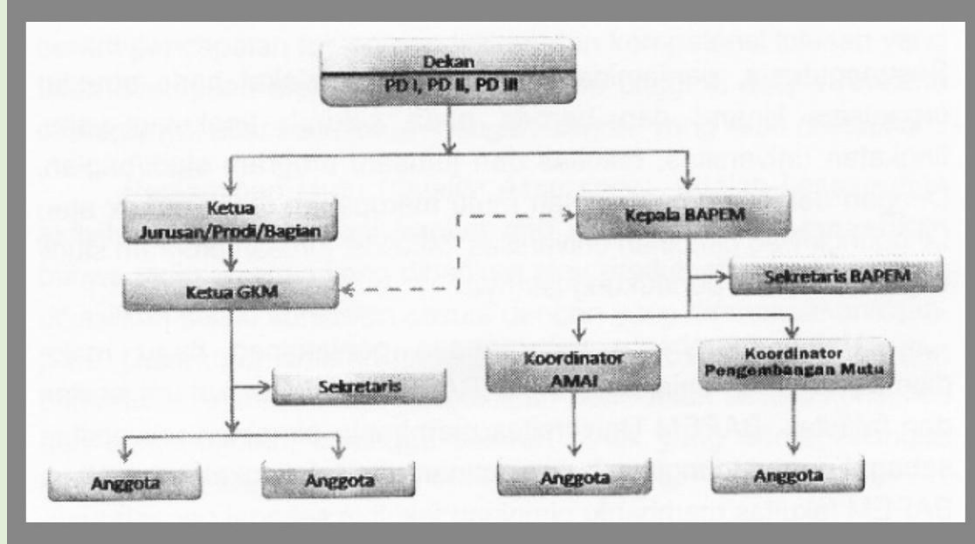 Dekan
PD I, PD II, PD III
Ketua
Jurusan/Prodi/Bagian
Kepala BAPEM
Ketua GKM
Sekretaris BAPEM
Koordinator
AMAI
Koordinator
Pengembangan Mutu
Sekretaris
Anggota
Anggota
Anggota
Anggota